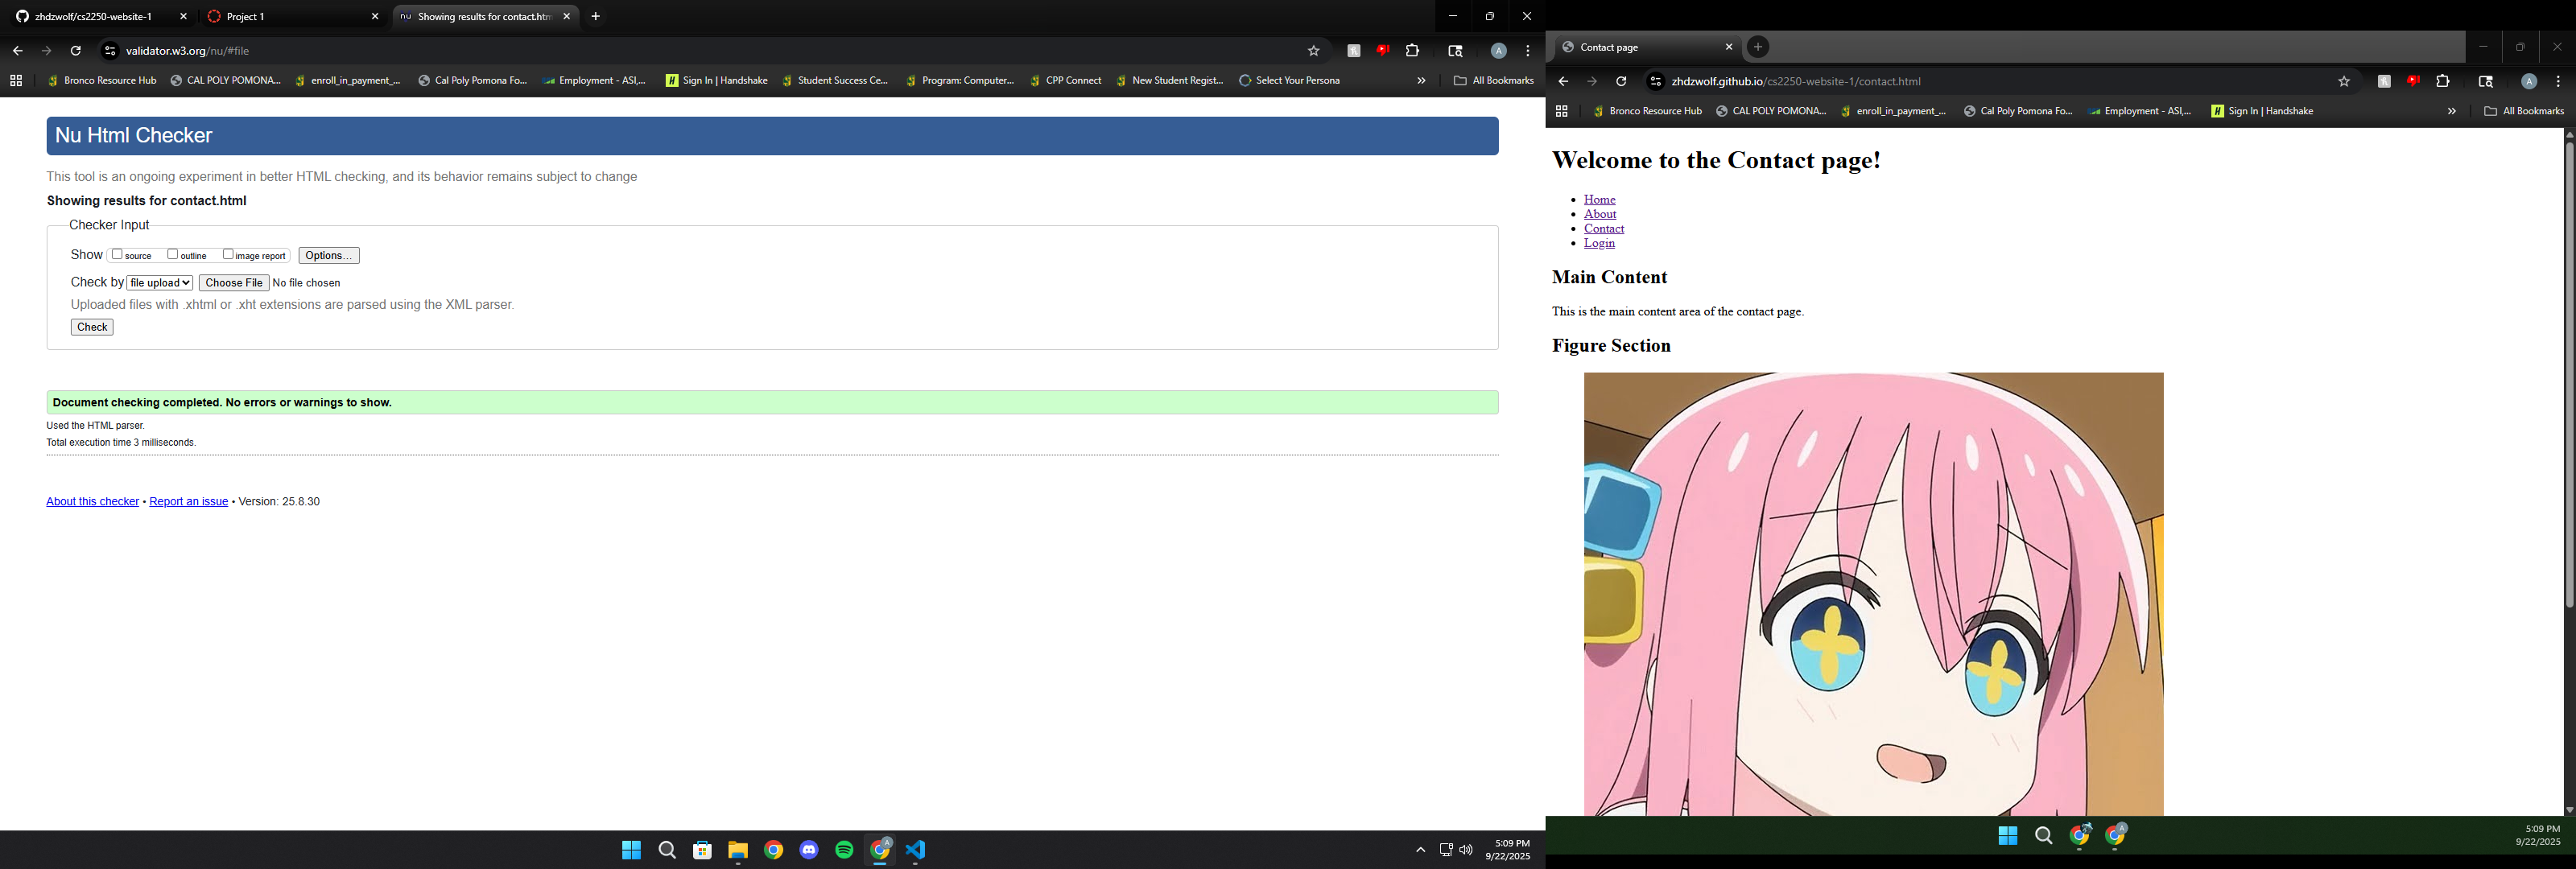 zhdzwolf/cs2250-website-1
Project 1
nu Showing results for contact.htm
validator.w3.org/nu/#file
Bronco Resource Hub CAL POLY POMONA... enroll_in_payment_... Cal Poly Pomona Fo... Employment - ASI,... Sign In | Handshake Student Success Ce... Program: Computer... CPP Connect New Student Regist... Select Your Persona » All Bookmarks
Nu Html Checker
This tool is an ongoing experiment in better HTML checking, and its behavior remains subject to change
Showing results for contact.html
Checker Input
Show source outline image report Options...
Check by file upload Choose File No file chosen
Uploaded files with .xhtml or .xht extensions are parsed using the XML parser.
Check
Document checking completed. No errors or warnings to show.
Used the HTML parser.
Total execution time 3 milliseconds.
About this checker • Report an issue • Version: 25.8.30
5:09 PM
9/22/2025
Contact page
zhdzwolf.github.io/cs2250-website-1/contact.html
Bronco Resource Hub CAL POLY POMONA... enroll_in_payment_... Cal Poly Pomona Fo... Employment - ASI,... Sign In | Handshake » All Bookmarks
Welcome to the Contact page!
• Home
• About
• Contact
• Login
Main Content
This is the main content area of the contact page.
Figure Section
5:09 PM
9/22/2025